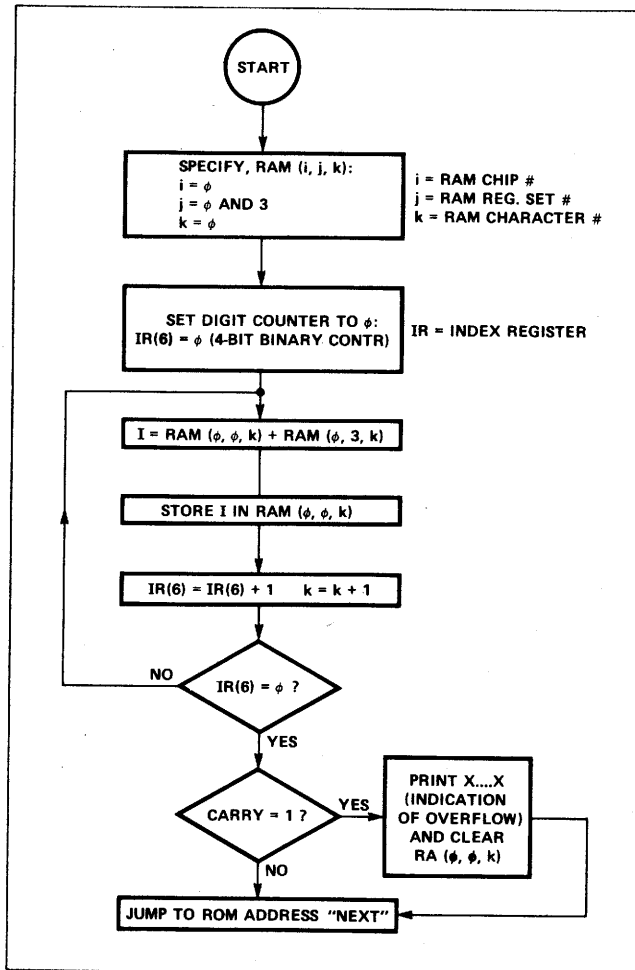 START
SPECIFY, RAM (i, j, k):
i = ϕ
j = ϕ AND 3
k = ϕ
i = RAM CHIP #
j = RAM REG. SET #
k = RAM CHARACTER #
SET DIGIT COUNTER TO ϕ:
IR(6) = ϕ (4-BIT BINARY CONTR)
IR = INDEX REGISTER
I = RAM (ϕ, ϕ, k) + RAM (ϕ, 3, k)
STORE I IN RAM (ϕ, ϕ, k)
IR(6) = IR(6) + 1 k = k + 1
NO
IR(6) = ϕ ?
YES
CARRY = 1 ?
YES
PRINT X....X
(INDICATION
OF OVERFLOW)
AND CLEAR
RA (ϕ, ϕ, k)
NO
JUMP TO ROM ADDRESS "NEXT"